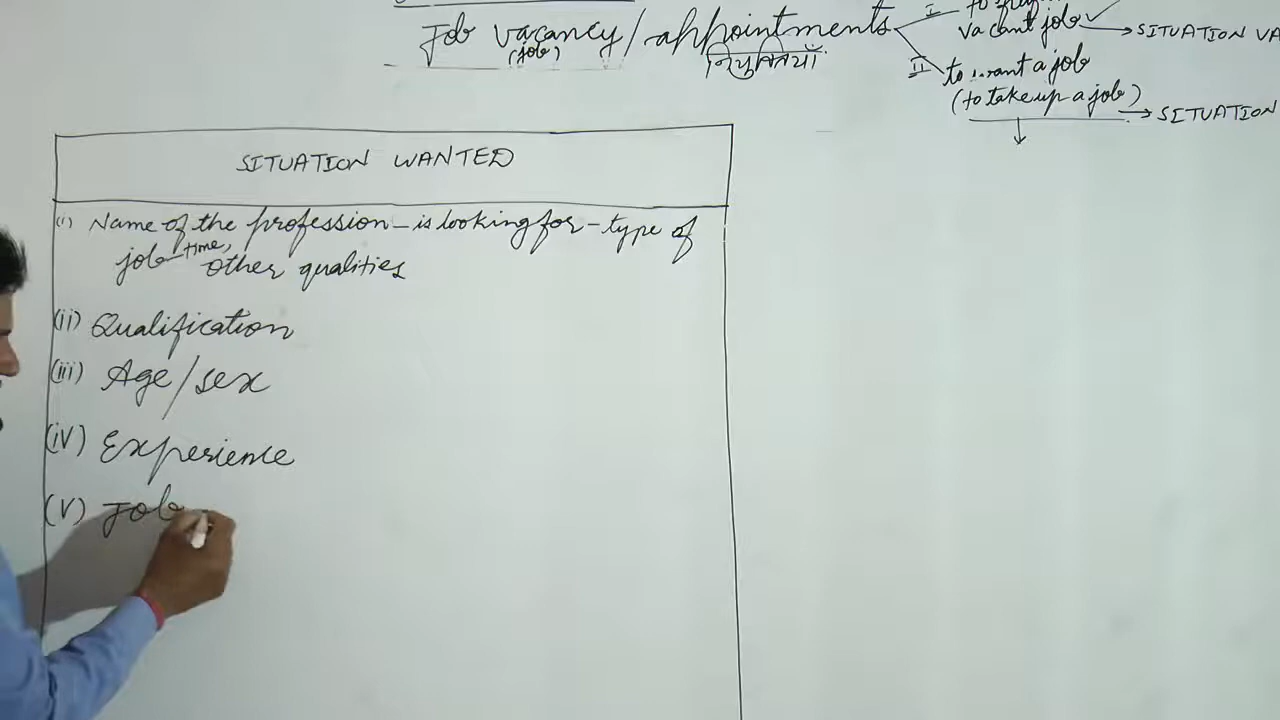 Job vacancy/appointments
(job)
नियुक्तियाँ
I
vacant job ✓ → SITUATION VA
II
to want a job
(to take up a job) → SITUATION
SITUATION WANTED
(i) Name of the profession – is looking for – type of
job – time, other qualities
(ii) Qualification
(iii) Age/sex
(iv) Experience
(v) Job